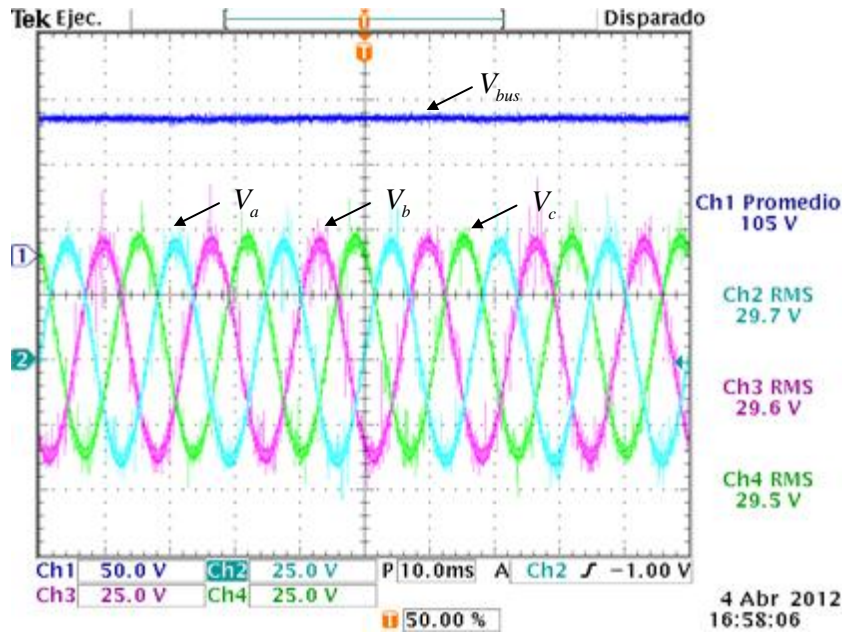 Tek Ejec. Disparado
T
T
V_bus
V_a V_b V_c
1
2
Ch1 Promedio
105 V
Ch2 RMS
29.7 V
Ch3 RMS
29.6 V
Ch4 RMS
29.5 V
Ch1 50.0 V Ch2 25.0 V P 10.0ms A Ch2 −1.00 V
Ch3 25.0 V Ch4 25.0 V
T 50.00 %
4 Abr 2012
16:58:06